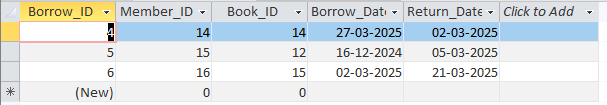 Borrow_ID Member_ID Book_ID Borrow_Date Return_Date Click to Add
4 14 14 27-03-2025 02-03-2025
5 15 12 16-12-2024 05-03-2025
6 16 15 02-03-2025 21-03-2025
(New) 0 0